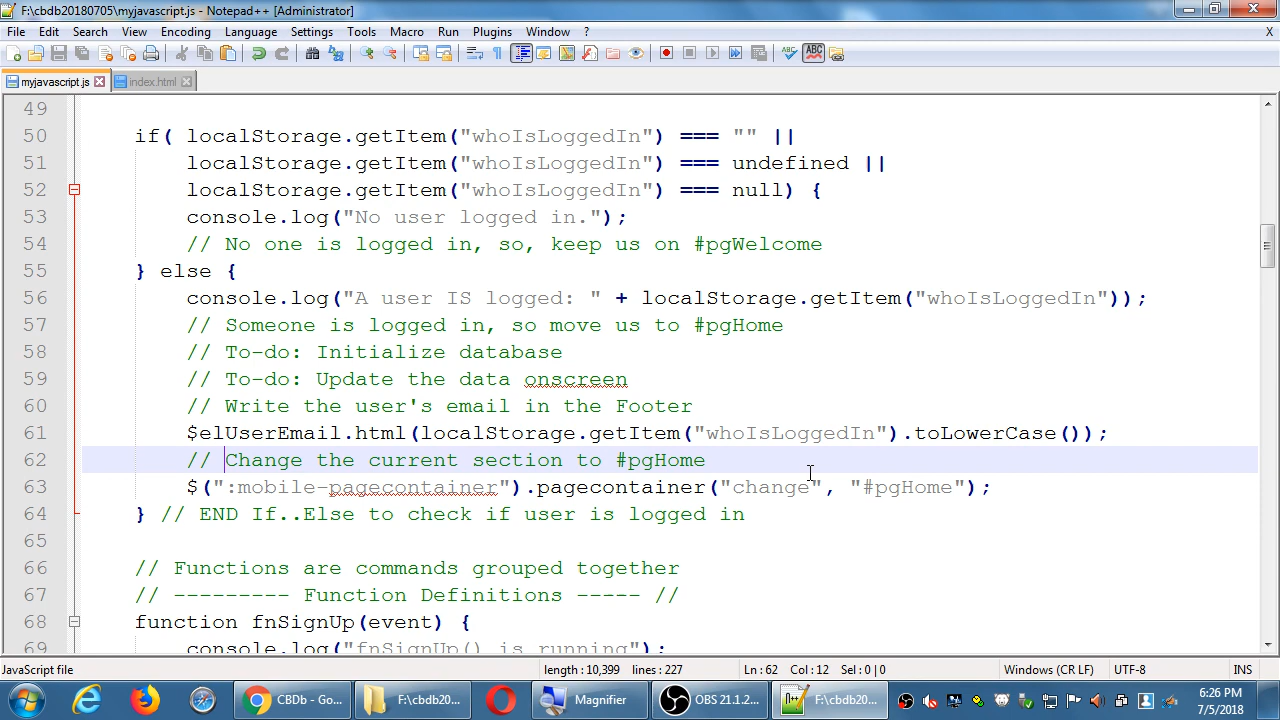 F:\cbdb20180705\myjavascript.js - Notepad++ [Administrator]
File Edit Search View Encoding Language Settings Tools Macro Run Plugins Window ? X
myjavascript.js index.html
49
50 if( localStorage.getItem("whoIsLoggedIn") === "" ||
51 localStorage.getItem("whoIsLoggedIn") === undefined ||
52 localStorage.getItem("whoIsLoggedIn") === null) {
53 console.log("No user logged in.");
54 // No one is logged in, so, keep us on #pgWelcome
55 } else {
56 console.log("A user IS logged: " + localStorage.getItem("whoIsLoggedIn"));
57 // Someone is logged in, so move us to #pgHome
58 // To-do: Initialize database
59 // To-do: Update the data onscreen
60 // Write the user's email in the Footer
61 $elUserEmail.html(localStorage.getItem("whoIsLoggedIn").toLowerCase());
62 // Change the current section to #pgHome
63 $(":mobile-pagecontainer").pagecontainer("change", "#pgHome");
64 } // END If..Else to check if user is logged in
65
66 // Functions are commands grouped together
67 // --------- Function Definitions ----- //
68 function fnSignUp(event) {
69 console.log("fnSignUp() is running");
JavaScript file length : 10,399 lines : 227 Ln : 62 Col : 12 Sel : 0 | 0 Windows (CR LF) UTF-8 INS
CBDb - Go... F:\cbdb20... Magnifier OBS 21.1.2... F:\cbdb20... 6:26 PM
7/5/2018